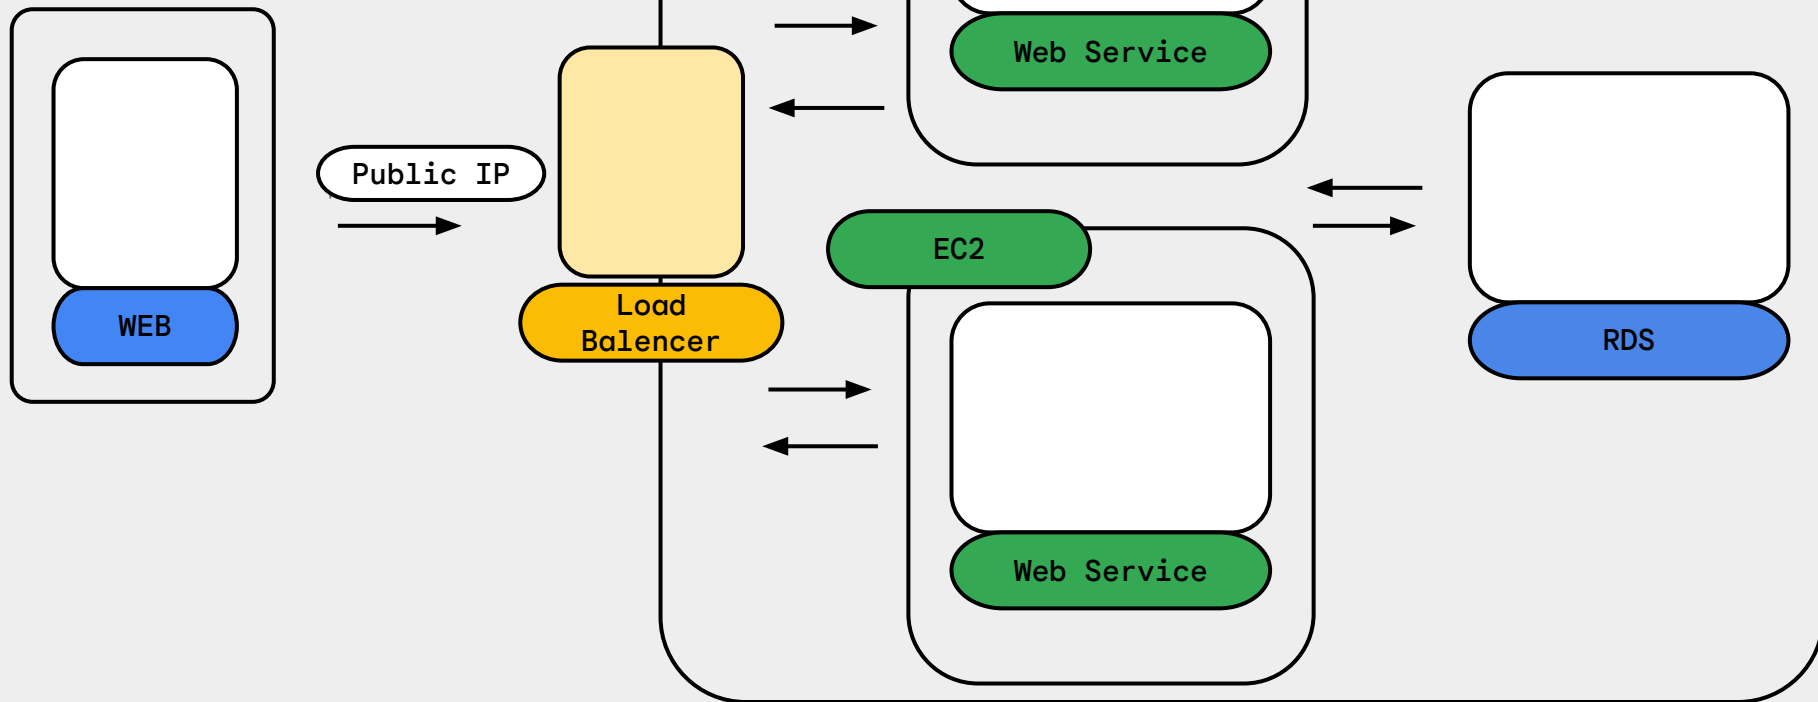 Web Service
Public IP
EC2
Load
Balencer
WEB
RDS
Web Service